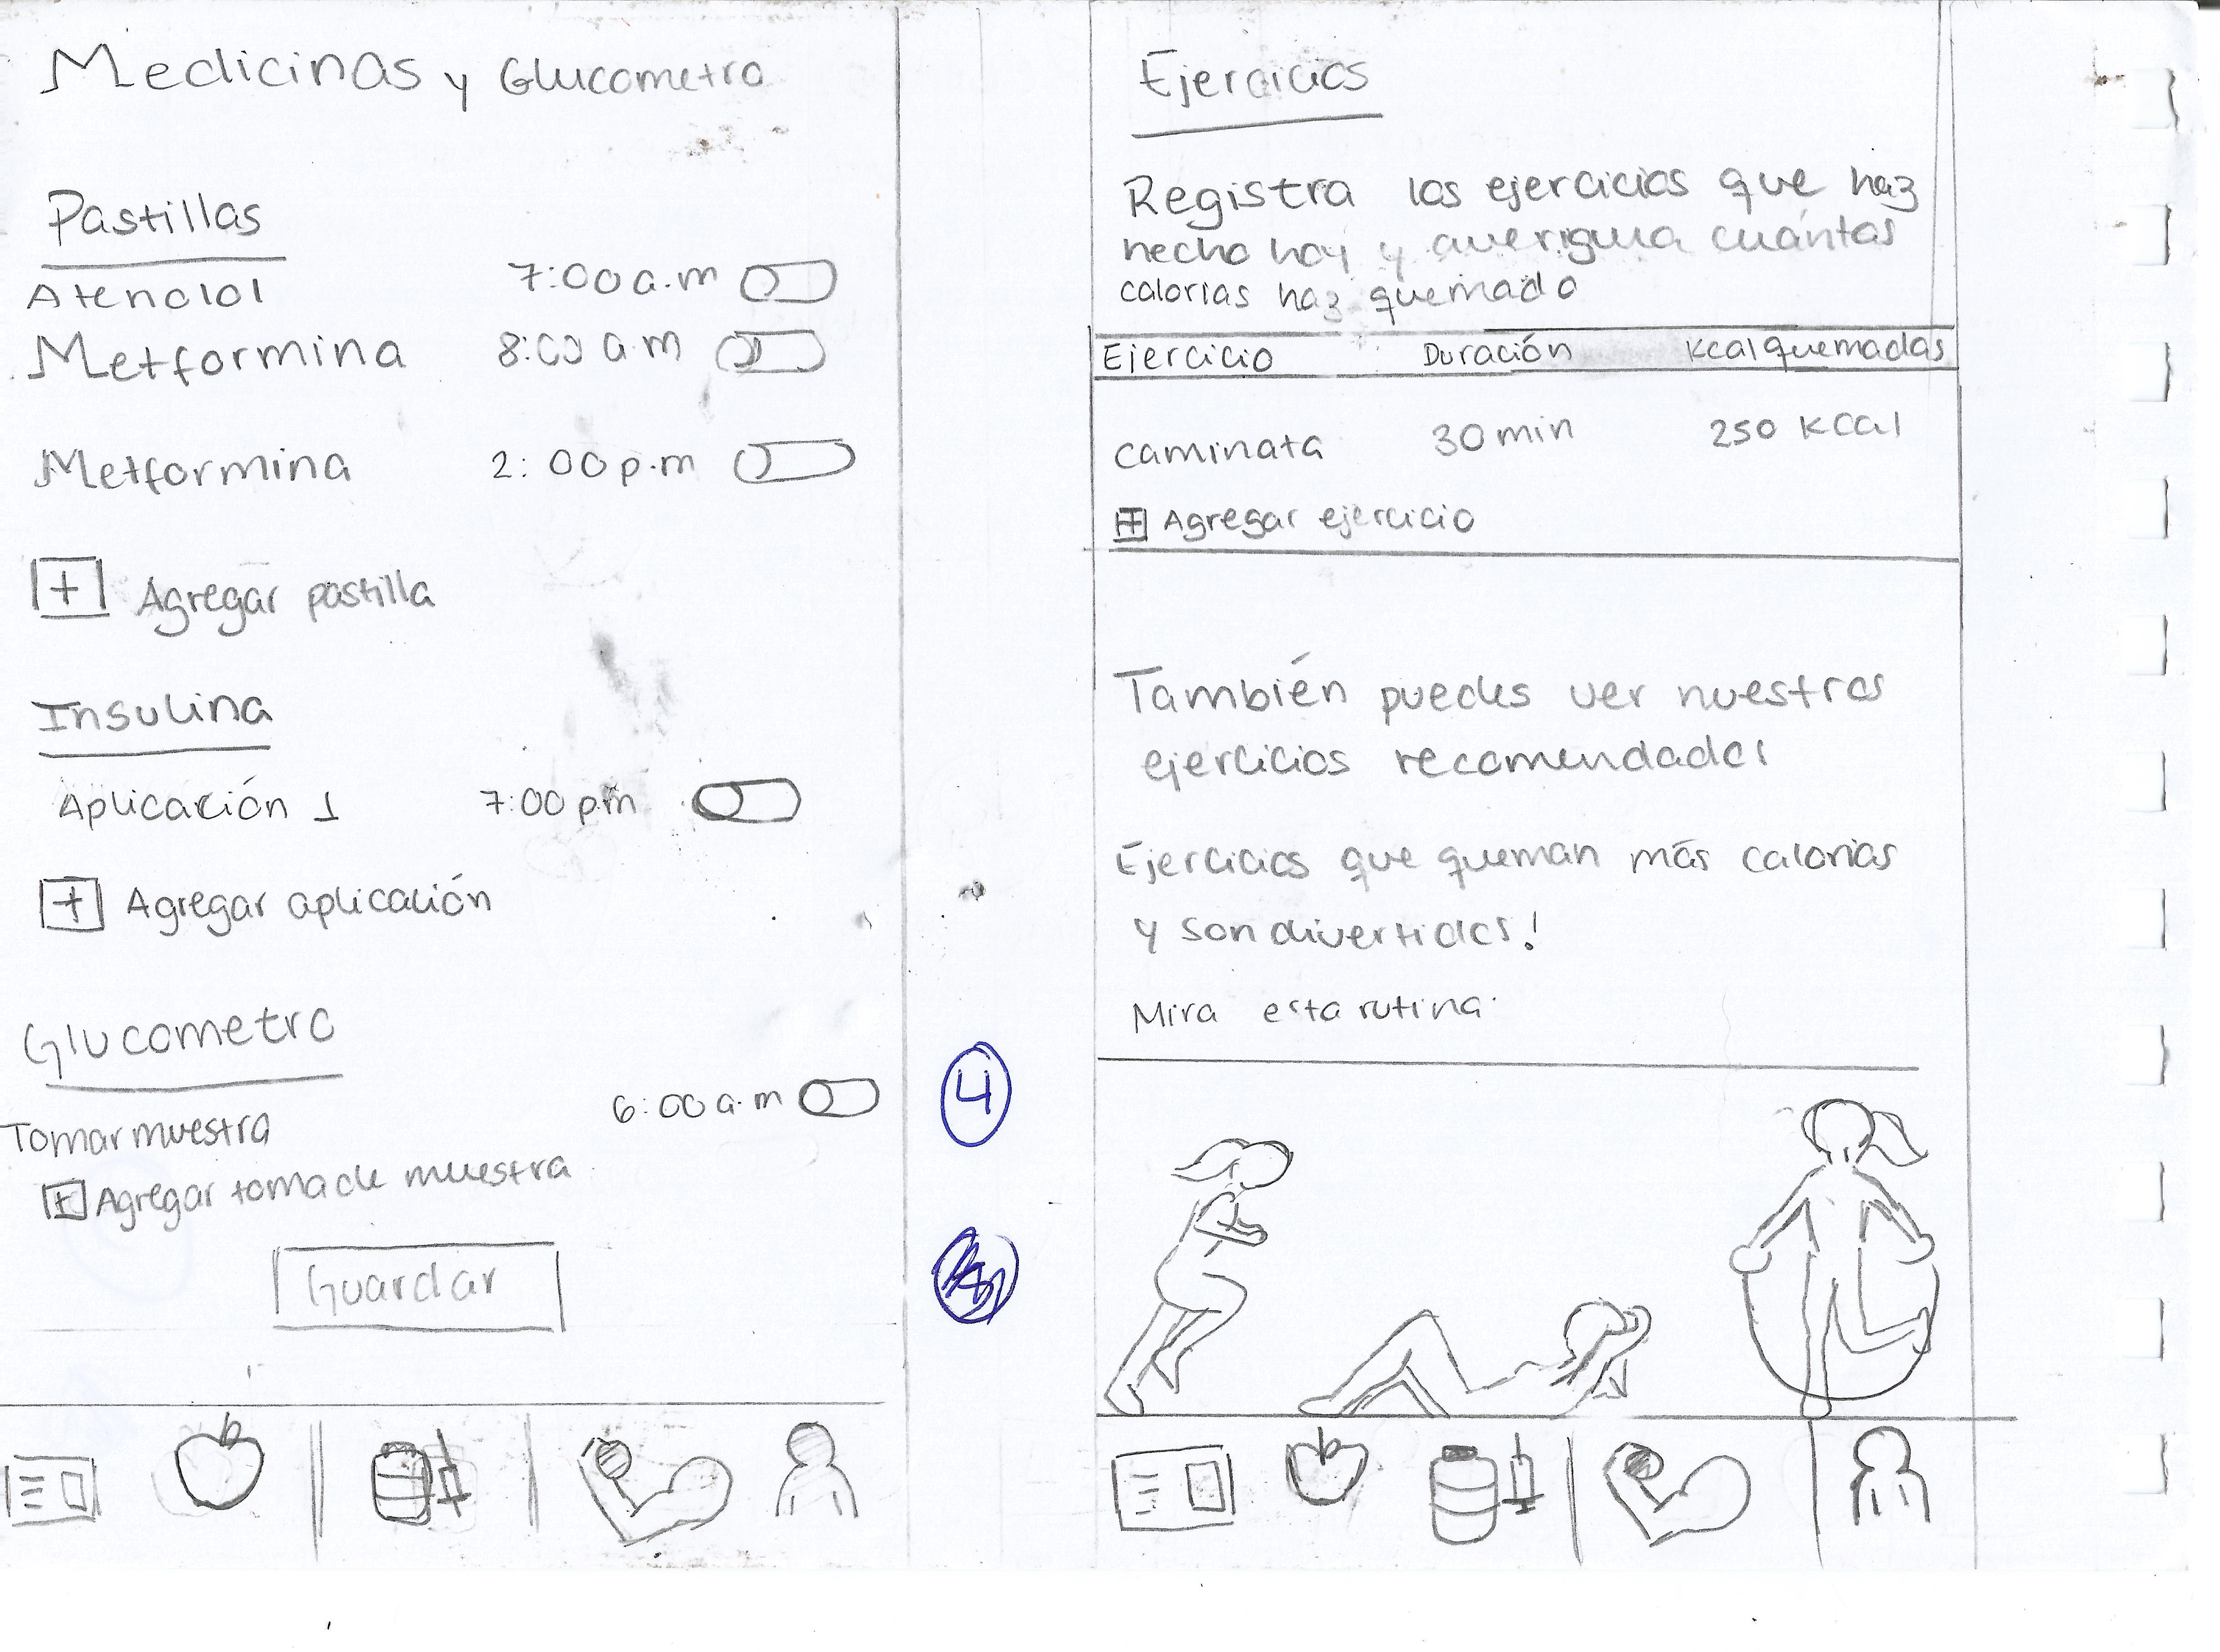 Medicinas y Glucometro
Pastillas
Atenolol 7:00 a.m
Metformina 8:00 a.m
Metformina 2:00 p.m
+ Agregar pastilla
Insulina
Aplicación 1 7:00 pm
+ Agregar aplicación
Glucometro
6:00 a.m
Tomar muestra
+ Agregar toma de muestra
Guardar
4
Ejercicios
Registra los ejercicios que haz
hecho hoy y averigua cuántas
calorias haz quemado
Ejercicio Duración Kcal quemadas
caminata 30 min 250 Kcal
+ Agregar ejercicio
También puedes ver nuestros
ejercicios recomendados
Ejercicios que queman más calorias
y son divertidos!
Mira esta rutina: